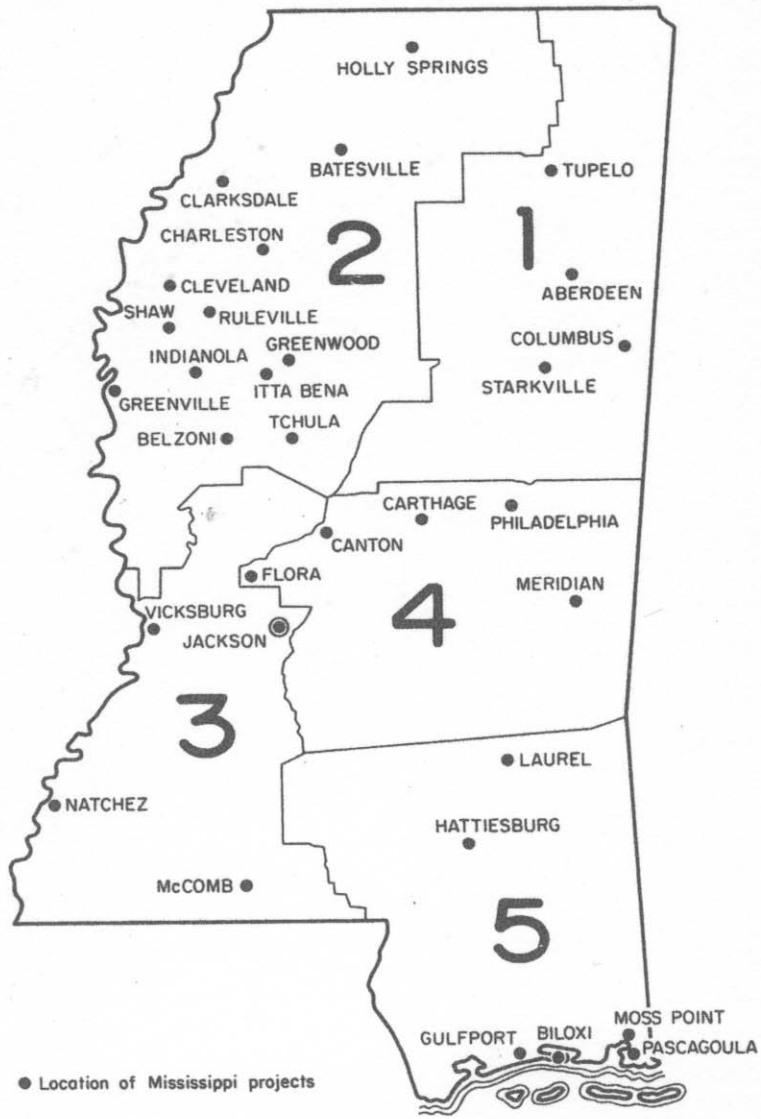 HOLLY SPRINGS
BATESVILLE
TUPELO
CLARKSDALE
CHARLESTON
2
1
CLEVELAND
ABERDEEN
SHAW
RULEVILLE
COLUMBUS
INDIANOLA
GREENWOOD
STARKVILLE
ITTA BENA
GREENVILLE
BELZONI
TCHULA
CARTHAGE
PHILADELPHIA
CANTON
FLORA
MERIDIAN
4
VICKSBURG
JACKSON
3
LAUREL
NATCHEZ
HATTIESBURG
McCOMB
5
MOSS POINT
GULFPORT
BILOXI
PASCAGOULA
Location of Mississippi projects